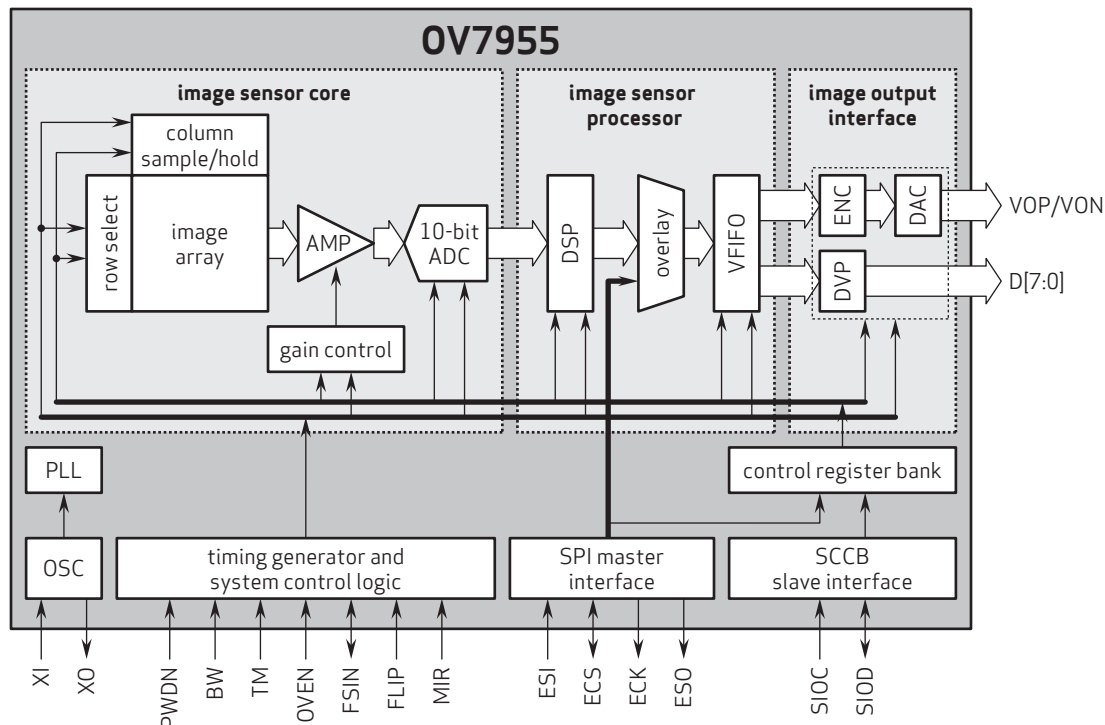 OV7955
image sensor core
image sensor
processor
image output
interface
column
sample/hold
row select
image
array
AMP
10-bit
ADC
gain control
DSP
overlay
VFIFO
ENC
DAC
DVP
VOP/VON
D[7:0]
PLL
control register bank
OSC
timing generator and
system control logic
SPI master
interface
SCCB
slave interface
XI
XO
PWDN
BW
TM
OVEN
FSIN
FLIP
MIR
ESI
ECS
ECK
ESO
SIOC
SIOD